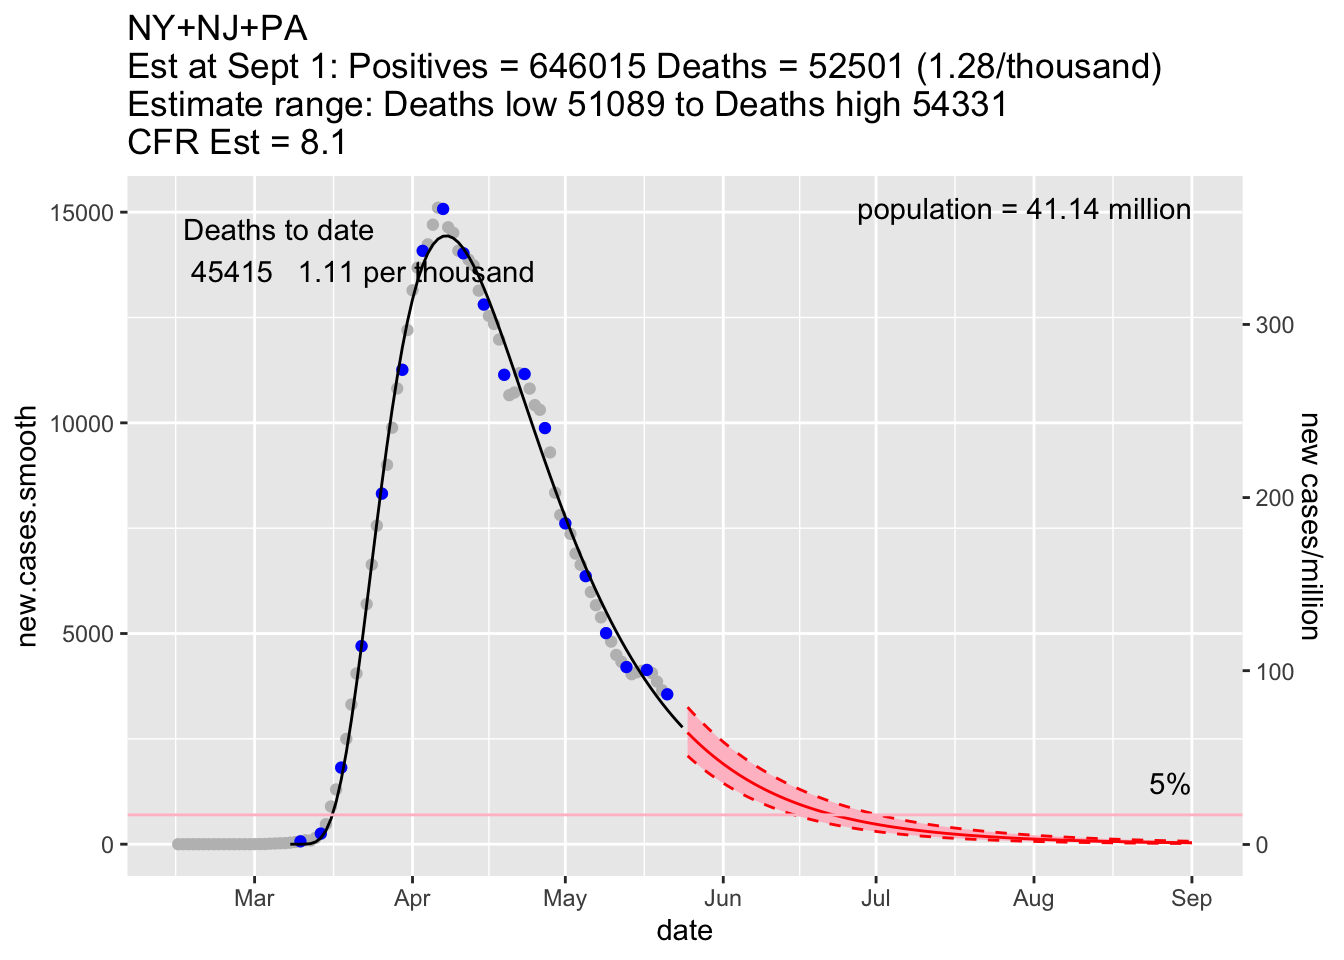 NY+NJ+PA
Est at Sept 1: Positives = 646015 Deaths = 52501 (1.28/thousand)
Estimate range: Deaths low 51089 to Deaths high 54331
CFR Est = 8.1
15000
10000
5000
0
new.cases.smooth
Deaths to date
45415 1.11 per thousand
population = 41.14 million
5%
300
200
100
0
new cases/million
Mar Apr May Jun Jul Aug Sep
date